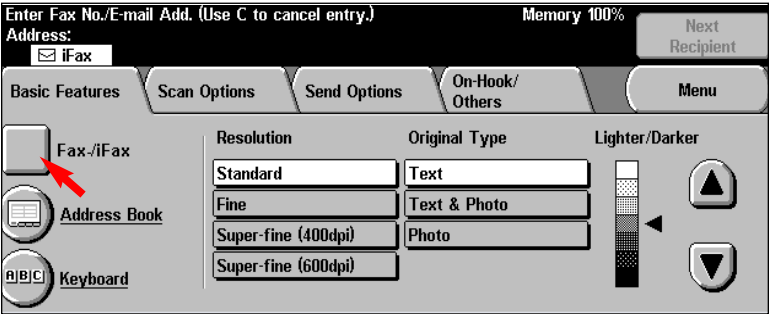 Enter Fax No./E-mail Add. (Use C to cancel entry.) Memory 100%
Address:
iFax
Next
Recipient
Basic Features
Scan Options
Send Options
On-Hook/
Others
Menu
Fax-/iFax
Address Book
A|B|C|
Keyboard
Resolution
Standard
Fine
Super-fine (400dpi)
Super-fine (600dpi)
Original Type
Text
Text & Photo
Photo
Lighter/Darker